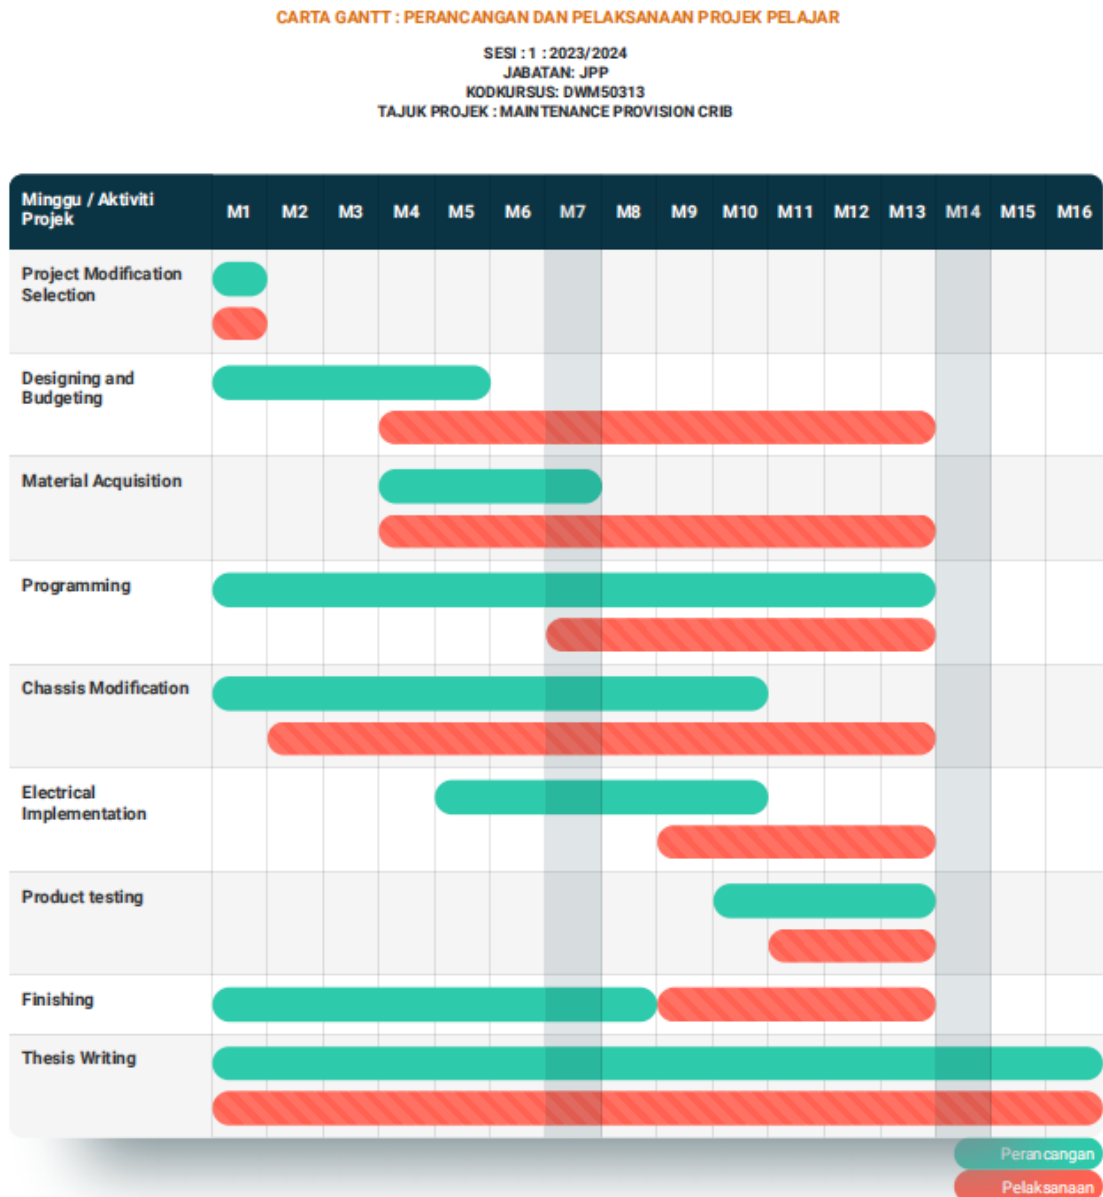 CARTA GANTT : PERANCANGAN DAN PELAKSANAAN PROJEK PELAJAR
SESI : 1 : 2023/2024
JABATAN: JPP
KODKURSUS: DWM50313
TAJUK PROJEK : MAINTENANCE PROVISION CRIB
Minggu / Aktiviti
Projek
M1 M2 M3 M4 M5 M6 M7 M8 M9 M10 M11 M12 M13 M14 M15 M16
Project Modification
Selection
Designing and
Budgeting
Material Acquisition
Programming
Chassis Modification
Electrical
Implementation
Product testing
Finishing
Thesis Writing
Perancangan
Pelaksanaan